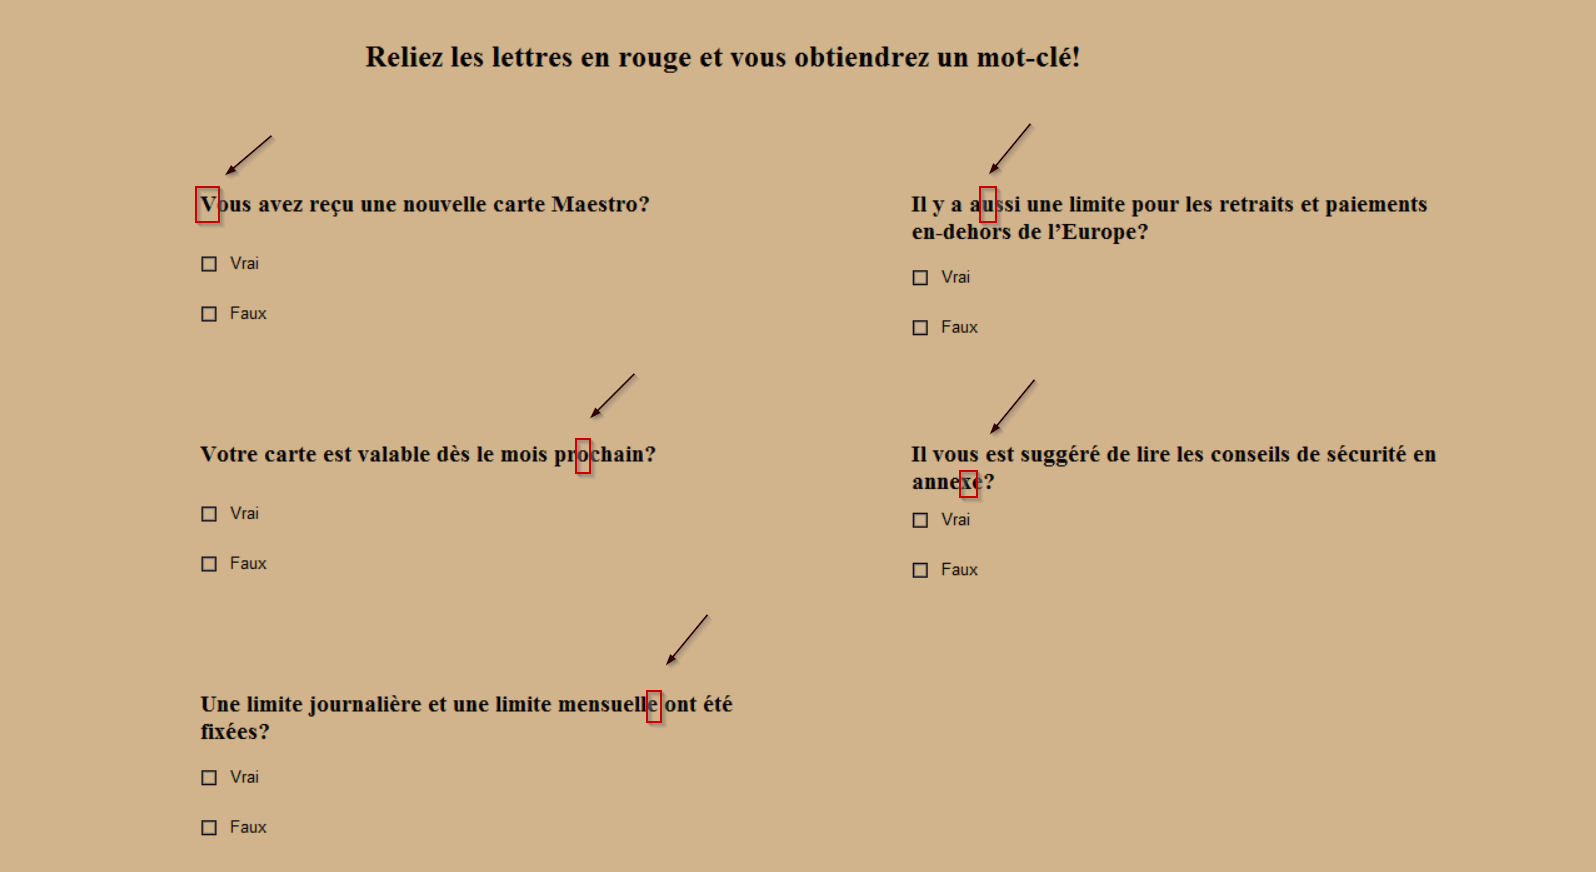 Reliez les lettres en rouge et vous obtiendrez un mot-clé!
Vous avez reçu une nouvelle carte Maestro?
Vrai
Faux
Votre carte est valable dès le mois prochain?
Vrai
Faux
Une limite journalière et une limite mensuelle ont été
fixées?
Vrai
Faux
Il y a aussi une limite pour les retraits et paiements
en-dehors de l’Europe?
Vrai
Faux
Il vous est suggéré de lire les conseils de sécurité en
annexe?
Vrai
Faux